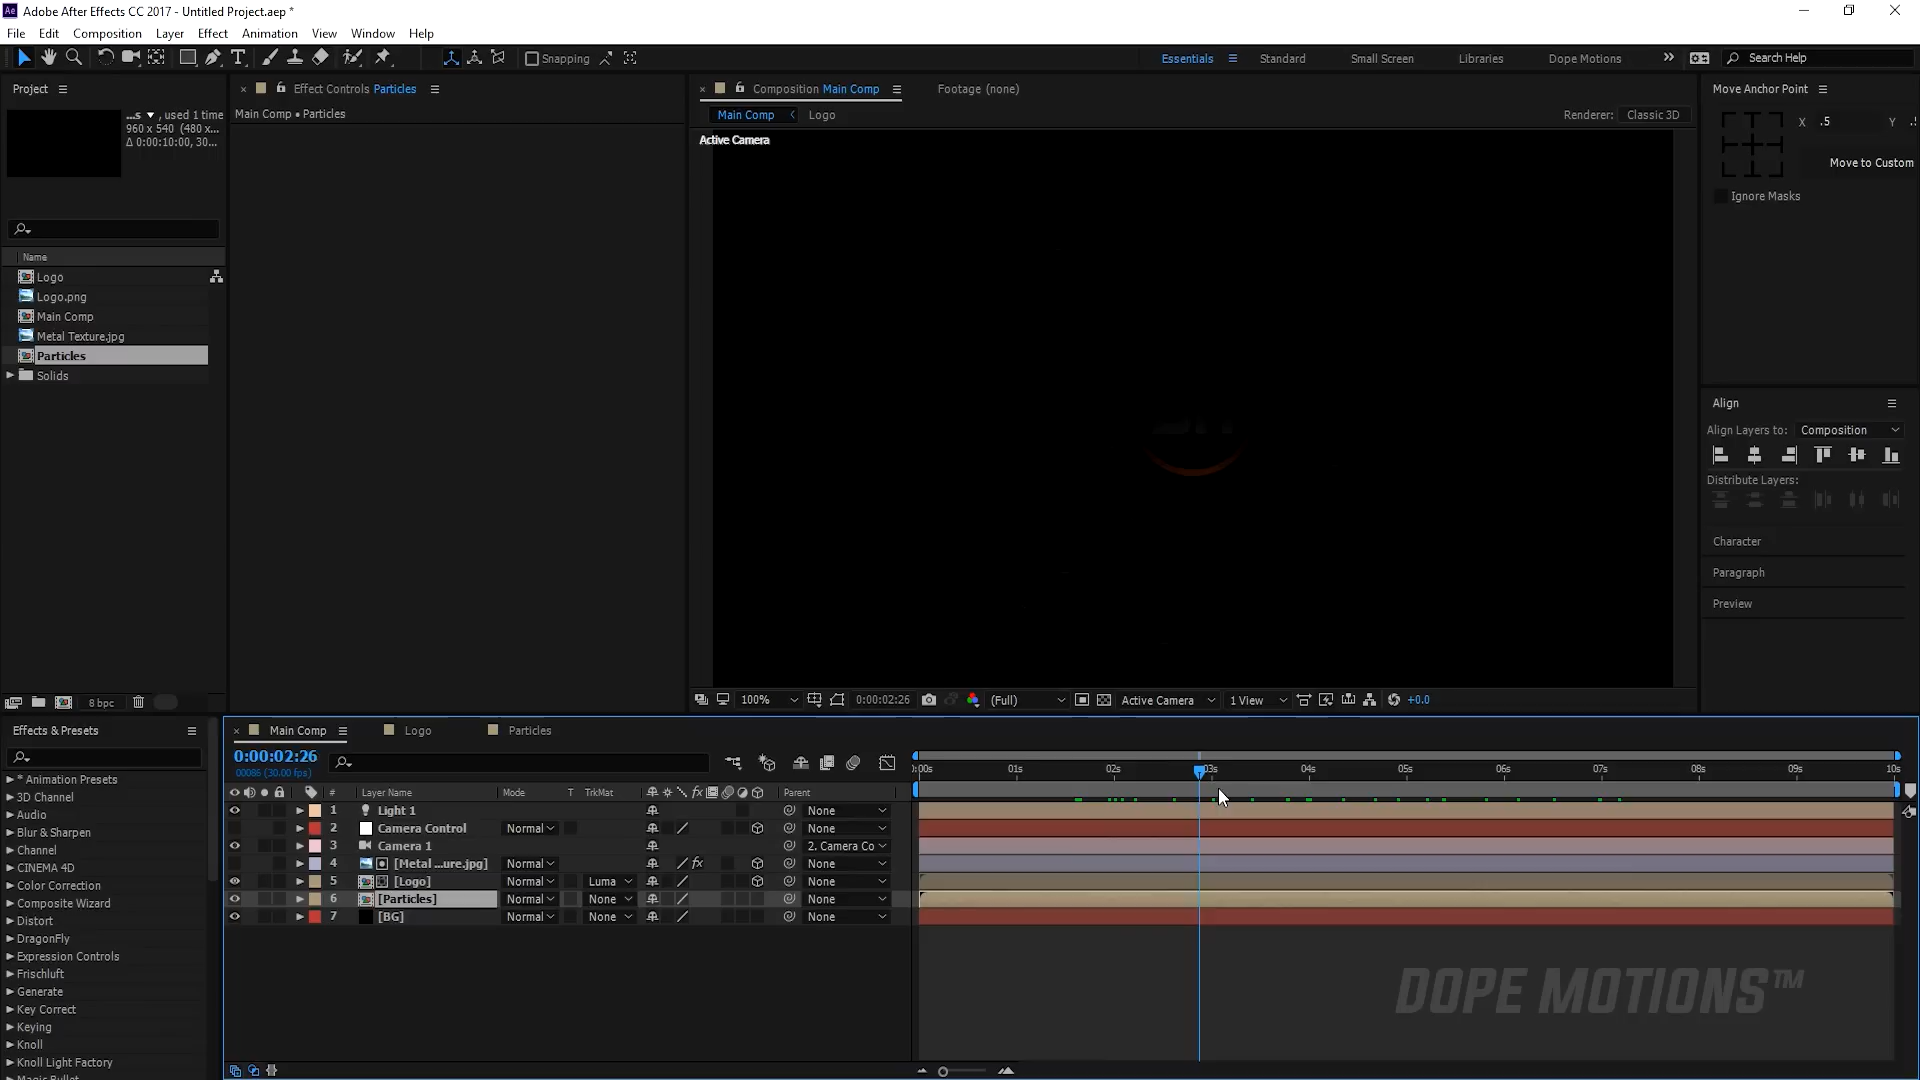 Adobe After Effects CC 2017 - Untitled Project.aep *
File Edit Composition Layer Effect Animation View Window Help
Snapping
Essentials Standard Small Screen Libraries Dope Motions Search Help
Project
...s ▼ , used 1 time
960 x 540 (480 x...
Δ 0:00:10:00, 30...
Name
Logo
Logo.png
Main Comp
Metal Texture.jpg
Particles
Solids
8 bpc
Effect Controls Particles
Main Comp • Particles
Composition Main Comp
Footage (none)
Main Comp Logo
Renderer: Classic 3D
Active Camera
100% 0:00:02:26 (Full) Active Camera 1 View +0.0
Move Anchor Point
X .5 Y
Move to Custom
Ignore Masks
Align
Align Layers to: Composition
Distribute Layers:
Character
Paragraph
Preview
Effects & Presets
* Animation Presets
3D Channel
Audio
Blur & Sharpen
Channel
CINEMA 4D
Color Correction
Composite Wizard
Distort
DragonFly
Expression Controls
Frischluft
Generate
Key Correct
Keying
Knoll
Knoll Light Factory
Magic Bullet
Main Comp Logo Particles
0:00:02:26
00086 (30.00 fps)
# Layer Name Mode T TrkMat Parent
1 Light 1 None
2 Camera Control Normal None
3 Camera 1 2. Camera Co
4 [Metal ...ure.jpg] Normal None
5 [Logo] Normal Luma None
6 [Particles] Normal None None
7 [BG] Normal None None
:00s 01s 02s 03s 04s 05s 06s 07s 08s 09s 10s
DOPE MOTIONS™